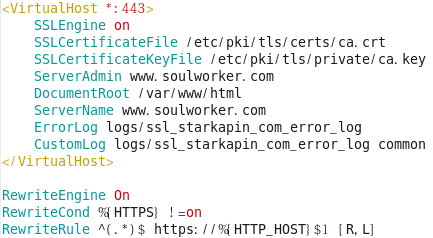 <VirtualHost *:443>
SSLEngine on
SSLCertificateFile /etc/pki/tls/certs/ca.crt
SSLCertificateKeyFile /etc/pki/tls/private/ca.key
ServerAdmin www.soulworker.com
DocumentRoot /var/www/html
ServerName www.soulworker.com
ErrorLog logs/ssl_starkapin_com_error_log
CustomLog logs/ssl_starkapin_com_error_log common
</VirtualHost>
RewriteEngine On
RewriteCond %{HTTPS} !=on
RewriteRule ^(.*)$ https://%{HTTP_HOST}$1 [R,L]